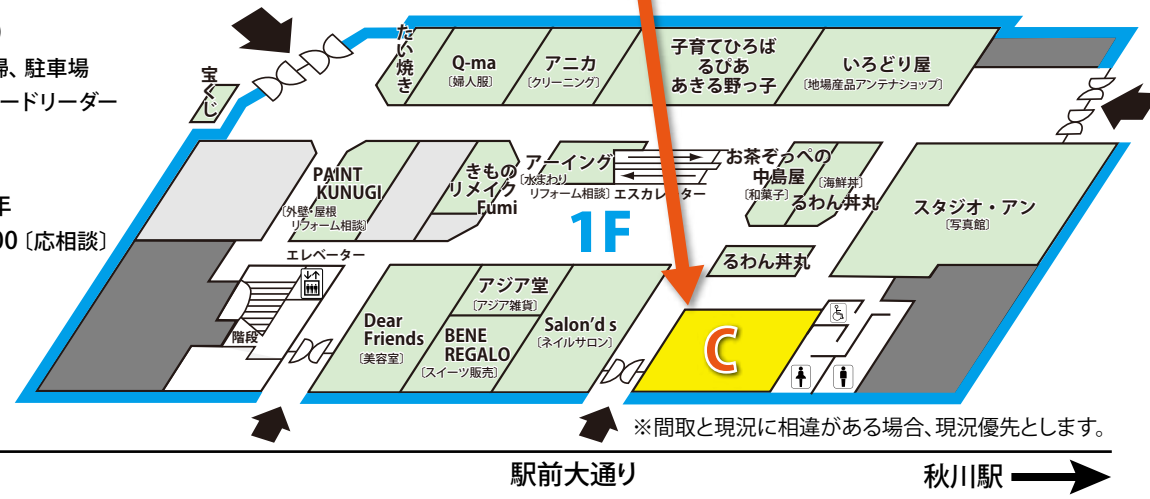 帚、駐車場
ードリーダー
年
00〔応相談〕
宝くじ
たい焼き
Q-ma
〔婦人服〕
アニカ
〔クリーニング〕
子育てひろば
るぴあ
あきる野っ子
いろどり屋
〔地場産品アンテナショップ〕
PAINT
KUNUGI
〔外壁・屋根
リフォーム相談〕
きもの
リメイク
Fumi
アーイング
〔水まわり
リフォーム相談〕
エスカレーター
お茶ぞっぺの
中島屋
〔和菓子〕
〔海鮮丼〕
るわん丼丸
スタジオ・アン
〔写真館〕
1F
るわん丼丸
エレベーター
階段
Dear
Friends
〔美容室〕
アジア堂
〔アジア雑貨〕
BENE
REGALO
〔スイーツ販売〕
Salon'd s
〔ネイルサロン〕
C
※間取と現況に相違がある場合、現況優先とします。
駅前大通り
秋川駅